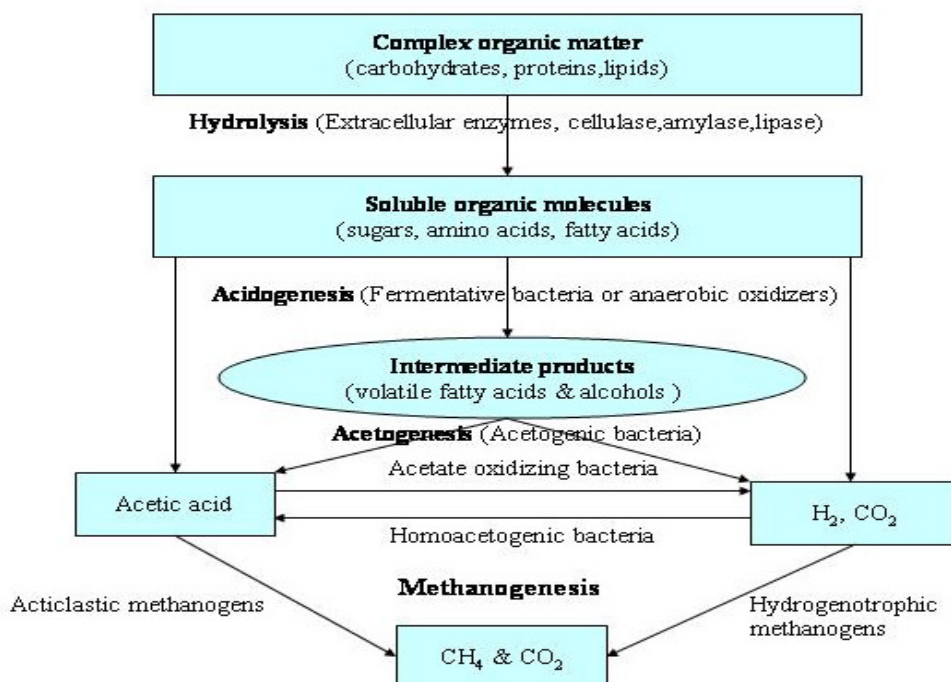 Complex organic matter
(carbohydrates, proteins,lipids)
Hydrolysis (Extracellular enzymes, cellulase,amylase,lipase)
Soluble organic molecules
(sugars, amino acids, fatty acids)
Acidogenesis (Fermentative bacteria or anaerobic oxidizers)
Intermediate products
(volatile fatty acids & alcohols )
Acetogenesis (Acetogenic bacteria)
Acetate oxidizing bacteria
Acetic acid
H₂, CO₂
Homoacetogenic bacteria
Methanogenesis
Acticlastic methanogens
Hydrogenotrophic
methanogens
CH₄ & CO₂